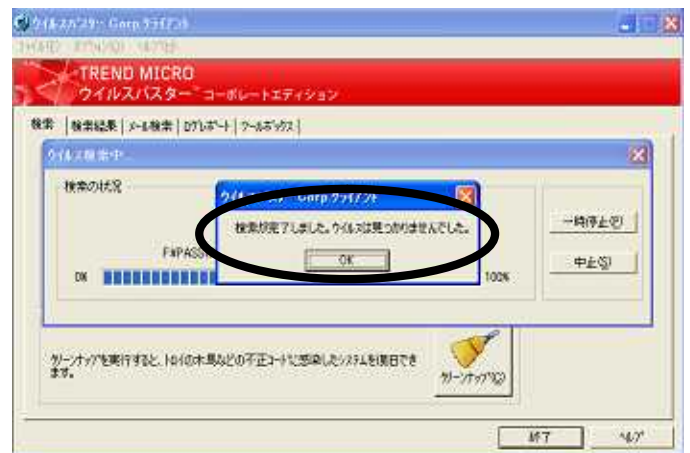 ウイルスバスター Corp クライアント
TREND MICRO
ウイルスバスター™ コーポレートエディション
検索 検索結果 メール検索 ログレポート ツールボックス
ウイルス検索中...
検索の状況
ウイルスバスター Corp クライアント
検索が完了しました。ウイルスは見つかりませんでした。
OK
一時停止(P)
0%
100%
中止(S)
クリーンナップを実行すると、トロイの木馬などの不正コードに感染したシステムを復旧でき
ます。
クリーンナップ(C)
終了
ヘルプ